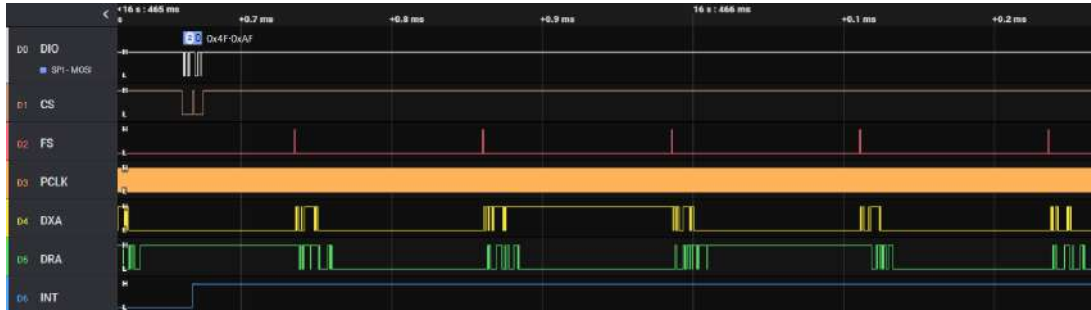 16 s : 465 ms
s +0.7 ms +0.8 ms +0.9 ms 16 s : 466 ms +0.1 ms +0.2 ms
D0 DIO 0x4F·0xAF
SPI - MOSI
D1 CS
D2 FS
D3 PCLK
D4 DXA
D5 DRA
D6 INT